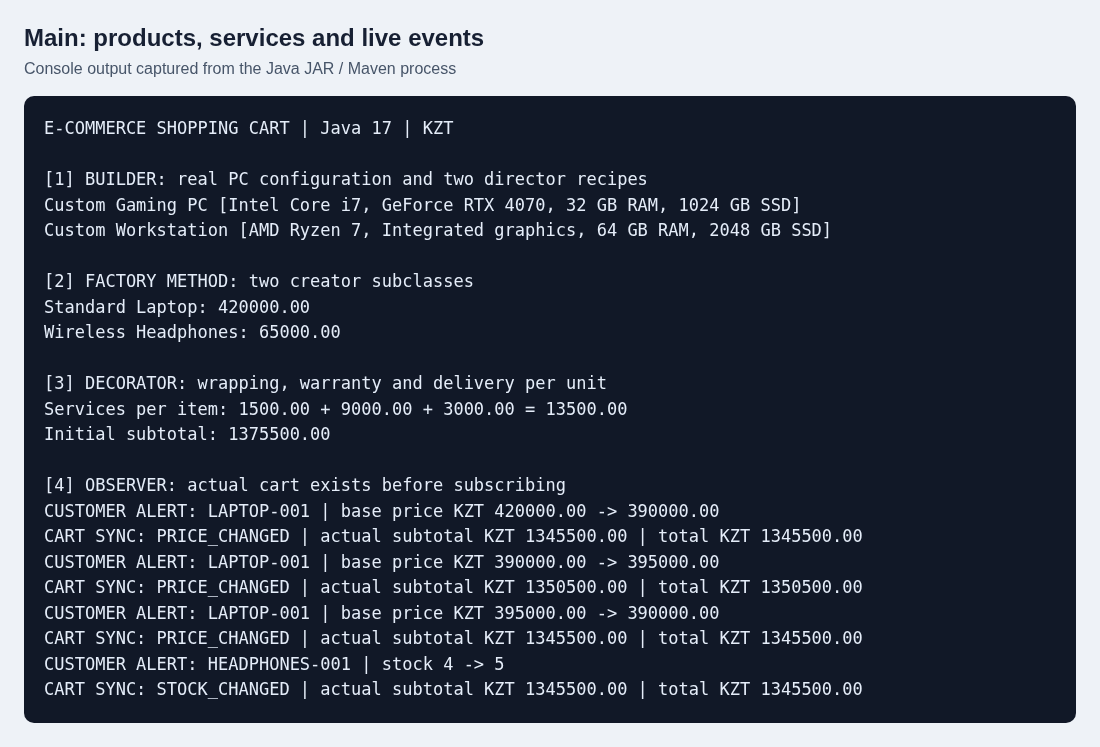 Main: products, services and live events
Console output captured from the Java JAR / Maven process
E-COMMERCE SHOPPING CART | Java 17 | KZT
[1] BUILDER: real PC configuration and two director recipes
Custom Gaming PC [Intel Core i7, GeForce RTX 4070, 32 GB RAM, 1024 GB SSD]
Custom Workstation [AMD Ryzen 7, Integrated graphics, 64 GB RAM, 2048 GB SSD]
[2] FACTORY METHOD: two creator subclasses
Standard Laptop: 420000.00
Wireless Headphones: 65000.00
[3] DECORATOR: wrapping, warranty and delivery per unit
Services per item: 1500.00 + 9000.00 + 3000.00 = 13500.00
Initial subtotal: 1375500.00
[4] OBSERVER: actual cart exists before subscribing
CUSTOMER ALERT: LAPTOP-001 | base price KZT 420000.00 -> 390000.00
CART SYNC: PRICE_CHANGED | actual subtotal KZT 1345500.00 | total KZT 1345500.00
CUSTOMER ALERT: LAPTOP-001 | base price KZT 390000.00 -> 395000.00
CART SYNC: PRICE_CHANGED | actual subtotal KZT 1350500.00 | total KZT 1350500.00
CUSTOMER ALERT: LAPTOP-001 | base price KZT 395000.00 -> 390000.00
CART SYNC: PRICE_CHANGED | actual subtotal KZT 1345500.00 | total KZT 1345500.00
CUSTOMER ALERT: HEADPHONES-001 | stock 4 -> 5
CART SYNC: STOCK_CHANGED | actual subtotal KZT 1345500.00 | total KZT 1345500.00